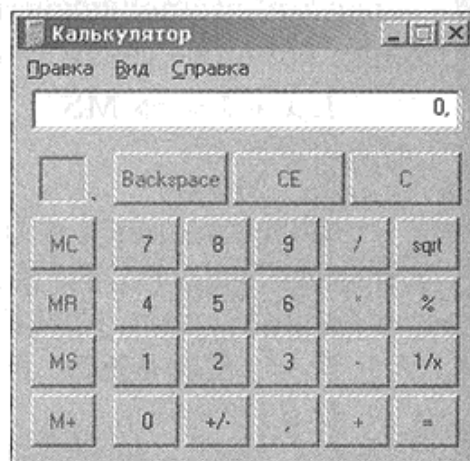 Калькулятор
Правка Вид Справка
0,
Backspace CE C
MC 7 8 9 / sqrt
MR 4 5 6 * %
MS 1 2 3 - 1/x
M+ 0 +/- , + =